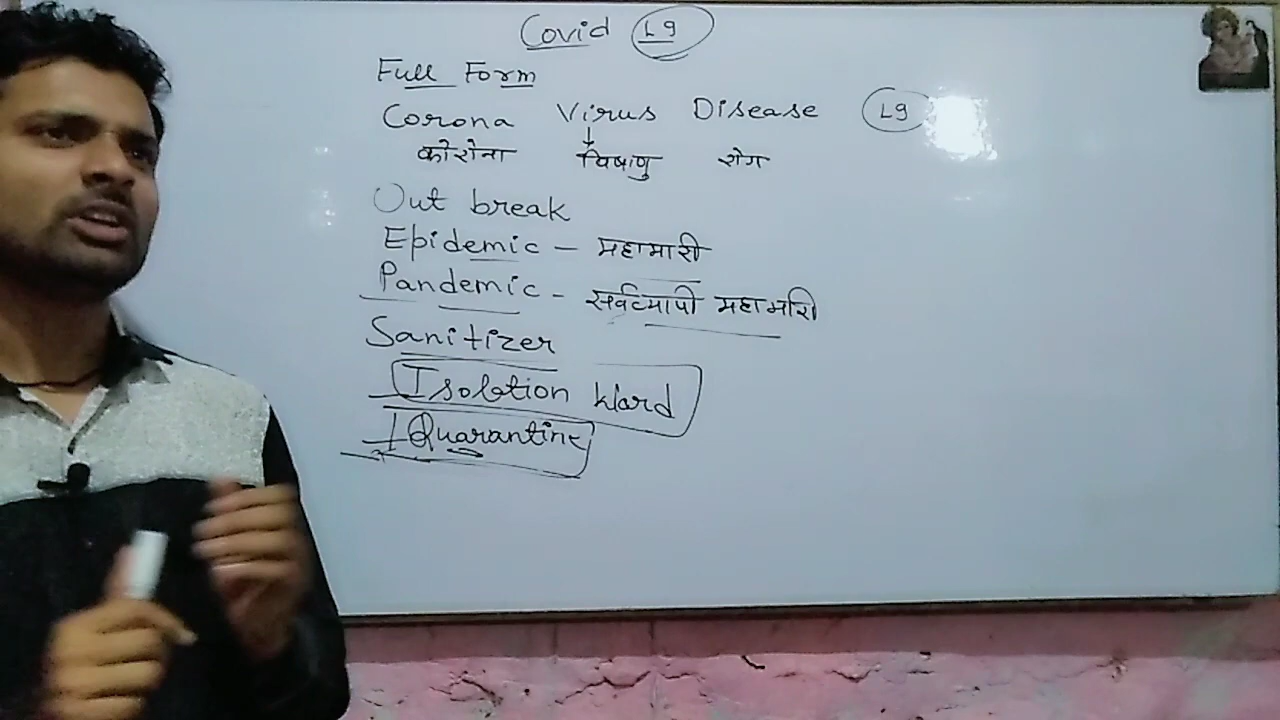 Covid 19
Full Form
Corona Virus Disease 19
कोरोना विषाणु रोग
Out break
Epidemic - महामारी
Pandemic - सर्वव्यापी महामरि
Sanitizer
Isolation Ward
Quarantine